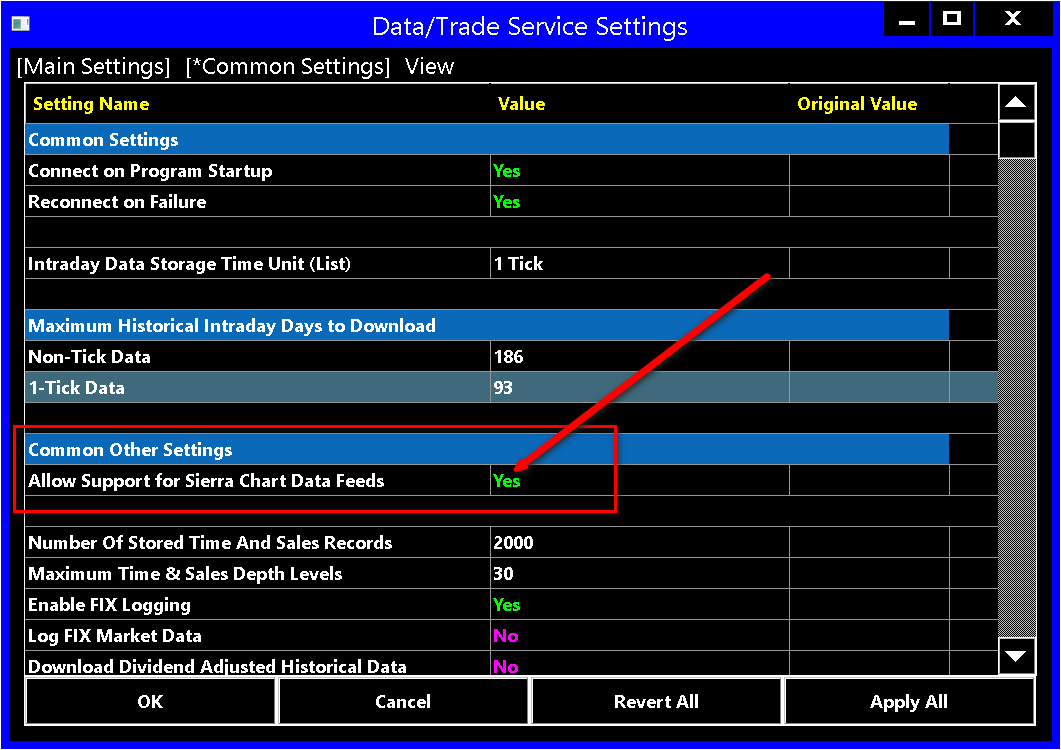 Data/Trade Service Settings
[Main Settings] [*Common Settings] View
Setting Name Value Original Value
Common Settings
Connect on Program Startup Yes
Reconnect on Failure Yes
Intraday Data Storage Time Unit (List) 1 Tick
Maximum Historical Intraday Days to Download
Non-Tick Data 186
1-Tick Data 93
Common Other Settings
Allow Support for Sierra Chart Data Feeds Yes
Number Of Stored Time And Sales Records 2000
Maximum Time & Sales Depth Levels 30
Enable FIX Logging Yes
Log FIX Market Data No
Download Dividend Adjusted Historical Data No
OK Cancel Revert All Apply All